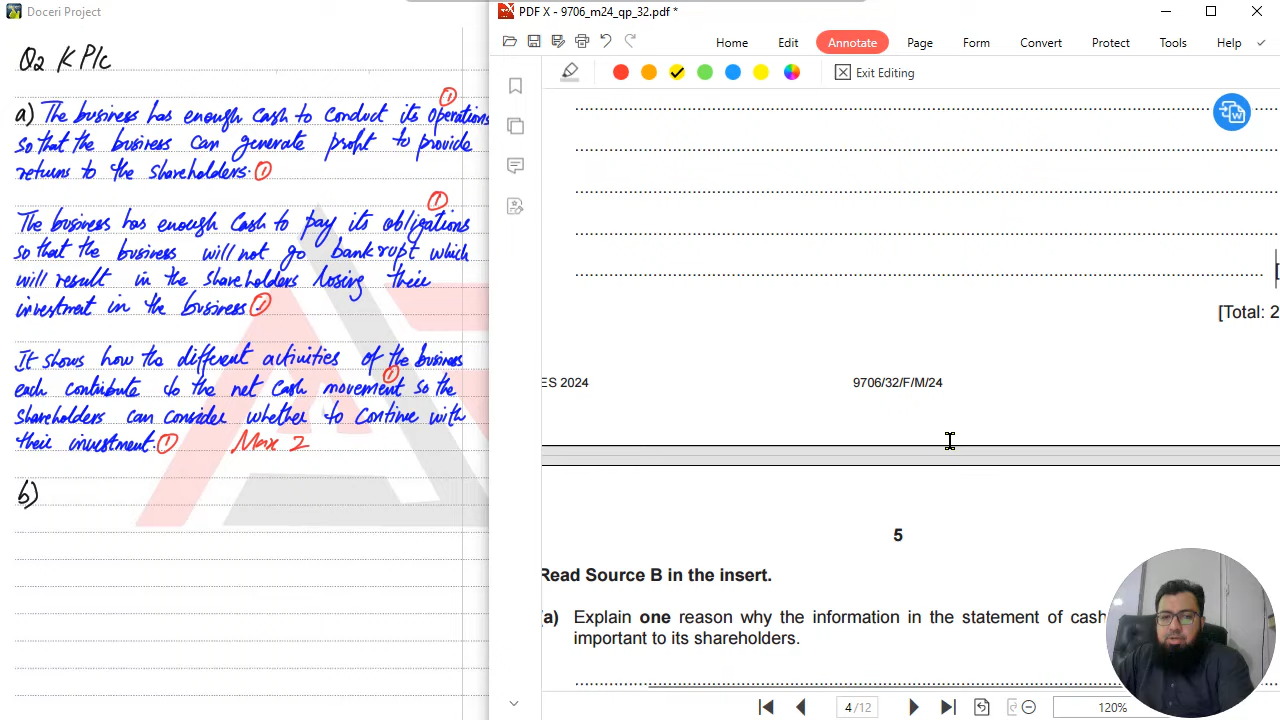 Doceri Project
PDF X - 9706_m24_qp_32.pdf *
Home Edit Annotate Page Form Convert Protect Tools Help
Exit Editing
Q2 K Plc
a) The business has enough cash to conduct its operations ①
so that the business can generate profit to provide
returns to the shareholders. ①
The business has enough cash to pay its obligations ①
so that the business will not go bankrupt which
will result in the shareholders losing their
investment in the business. ①
It shows how the different activities of the business
each contribute to the net cash movement ① so the
shareholders can consider whether to continue with
their investment. ① Max 2
b)
[Total: 2
ES 2024
9706/32/F/M/24
5
Read Source B in the insert.
(a) Explain one reason why the information in the statement of cash
important to its shareholders.
4/12
120%